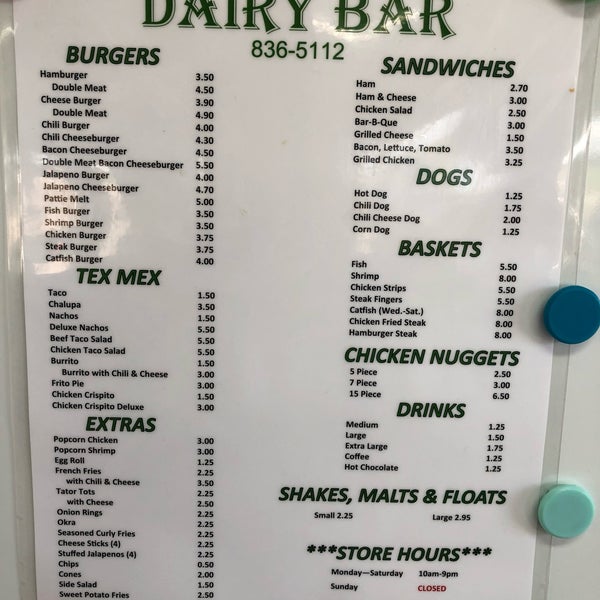 DAIRY BAR
836-5112
BURGERS
Hamburger 3.50
Double Meat 4.50
Cheese Burger 3.90
Double Meat 4.90
Chili Burger 4.00
Chili Cheeseburger 4.30
Bacon Cheeseburger 4.50
Double Meat Bacon Cheeseburger 5.50
Jalapeno Burger 4.00
Jalapeno Cheeseburger 4.70
Pattie Melt 5.00
Fish Burger 3.50
Shrimp Burger 3.50
Chicken Burger 3.75
Steak Burger 3.75
Catfish Burger 4.00
TEX MEX
Taco 1.50
Chalupa 3.50
Nachos 1.50
Deluxe Nachos 5.50
Beef Taco Salad 5.50
Chicken Taco Salad 5.50
Burrito 1.50
Burrito with Chili & Cheese 3.00
Frito Pie 3.00
Chicken Crispito 1.50
Chicken Crispito Deluxe 3.00
EXTRAS
Popcorn Chicken 3.00
Popcorn Shrimp 3.00
Egg Roll 1.25
French Fries 2.25
with Chili & Cheese 3.50
Tator Tots 2.25
with Cheese 2.50
Onion Rings 2.25
Okra 2.25
Seasoned Curly Fries 2.25
Cheese Sticks (4) 2.25
Stuffed Jalapenos (4) 2.25
Chips 0.50
Cones 2.00
Side Salad 1.50
Sweet Potato Fries 2.50
SANDWICHES
Ham 2.70
Ham & Cheese 3.00
Chicken Salad 2.50
Bar-B-Que 3.00
Grilled Cheese 1.50
Bacon, Lettuce, Tomato 3.50
Grilled Chicken 3.25
DOGS
Hot Dog 1.25
Chili Dog 1.75
Chili Cheese Dog 2.00
Corn Dog 1.25
BASKETS
Fish 5.50
Shrimp 8.00
Chicken Strips 5.50
Steak Fingers 5.50
Catfish (Wed.-Sat.) 8.00
Chicken Fried Steak 8.00
Hamburger Steak 8.00
CHICKEN NUGGETS
5 Piece 2.50
7 Piece 3.00
15 Piece 6.50
DRINKS
Medium 1.25
Large 1.50
Extra Large 1.75
Coffee 1.25
Hot Chocolate 1.25
SHAKES, MALTS & FLOATS
Small 2.25 Large 2.95
***STORE HOURS***
Monday—Saturday 10am-9pm
Sunday CLOSED